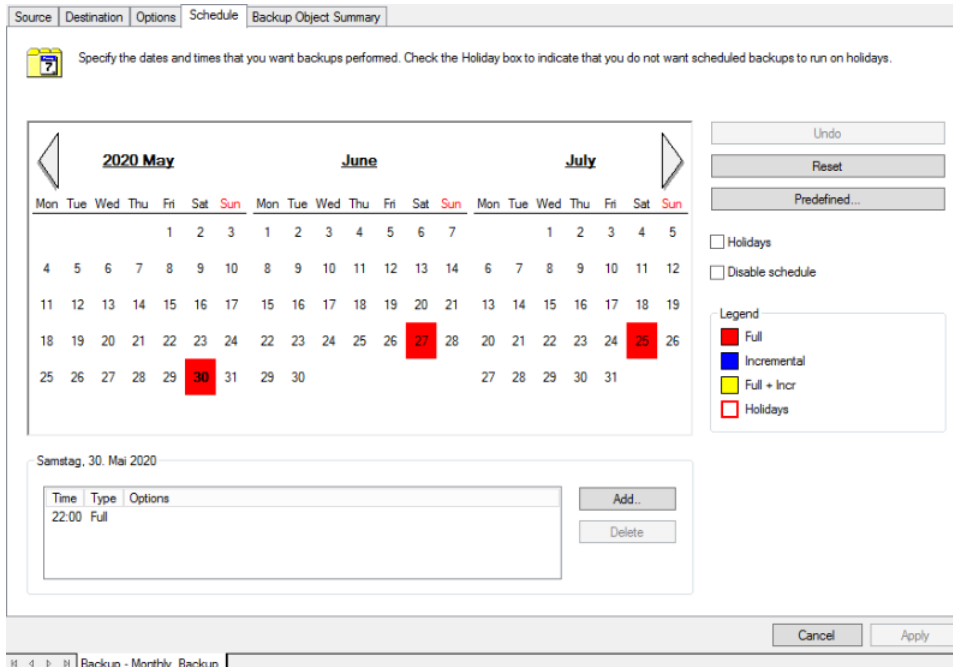 Source Destination Options Schedule Backup Object Summary
Specify the dates and times that you want backups performed. Check the Holiday box to indicate that you do not want scheduled backups to run on holidays.
2020 May June July
Mon Tue Wed Thu Fri Sat Sun Mon Tue Wed Thu Fri Sat Sun Mon Tue Wed Thu Fri Sat Sun
1 2 3 1 2 3 4 5 6 7 1 2 3 4 5
4 5 6 7 8 9 10 8 9 10 11 12 13 14 6 7 8 9 10 11 12
11 12 13 14 15 16 17 15 16 17 18 19 20 21 13 14 15 16 17 18 19
18 19 20 21 22 23 24 22 23 24 25 26 27 28 20 21 22 23 24 25 26
25 26 27 28 29 30 31 29 30 27 28 29 30 31
Undo
Reset
Predefined...
Holidays
Disable schedule
Legend
Full
Incremental
Full + Incr
Holidays
Samstag, 30. Mai 2020
Time Type Options
22:00 Full
Add..
Delete
Cancel Apply
Backup - Monthly_Backup